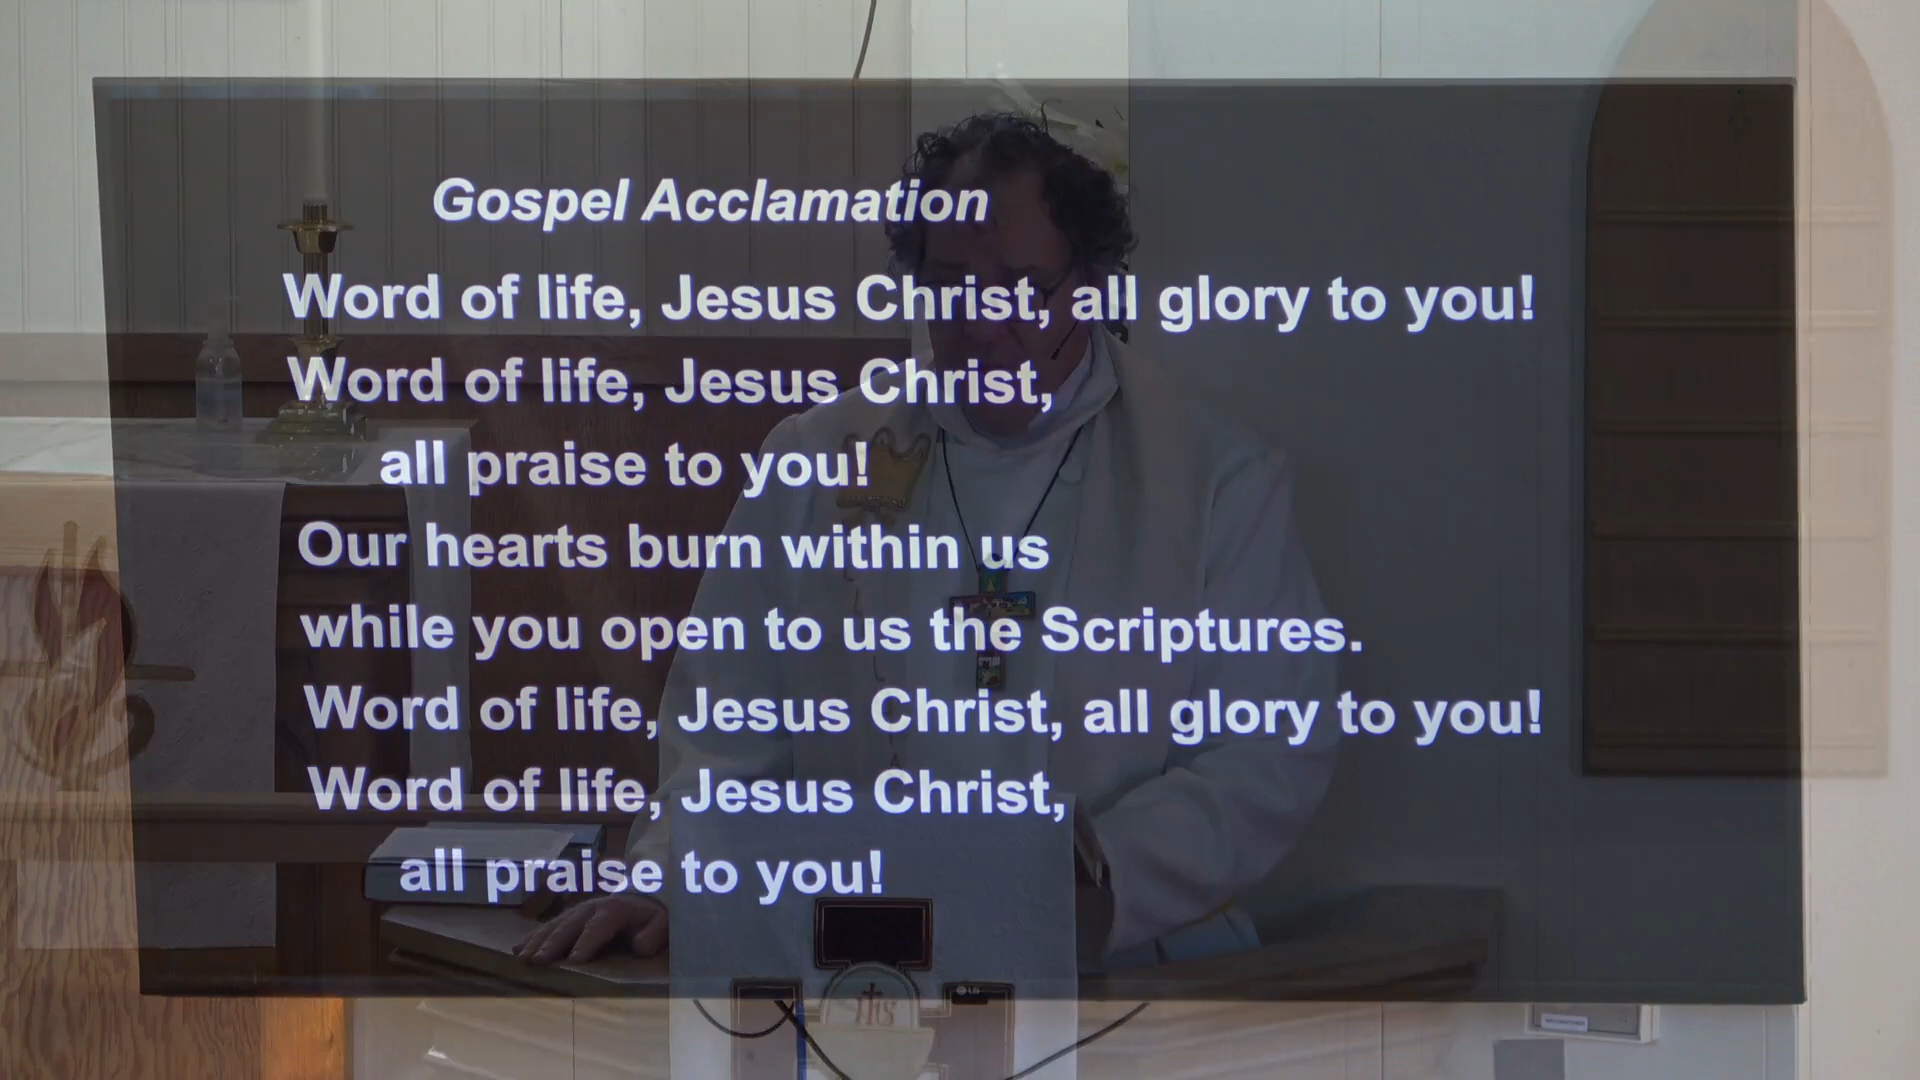 Gospel Acclamation
Word of life, Jesus Christ, all glory to you!
Word of life, Jesus Christ,
all praise to you!
Our hearts burn within us
while you open to us the Scriptures.
Word of life, Jesus Christ, all glory to you!
Word of life, Jesus Christ,
all praise to you!
LG
IHS